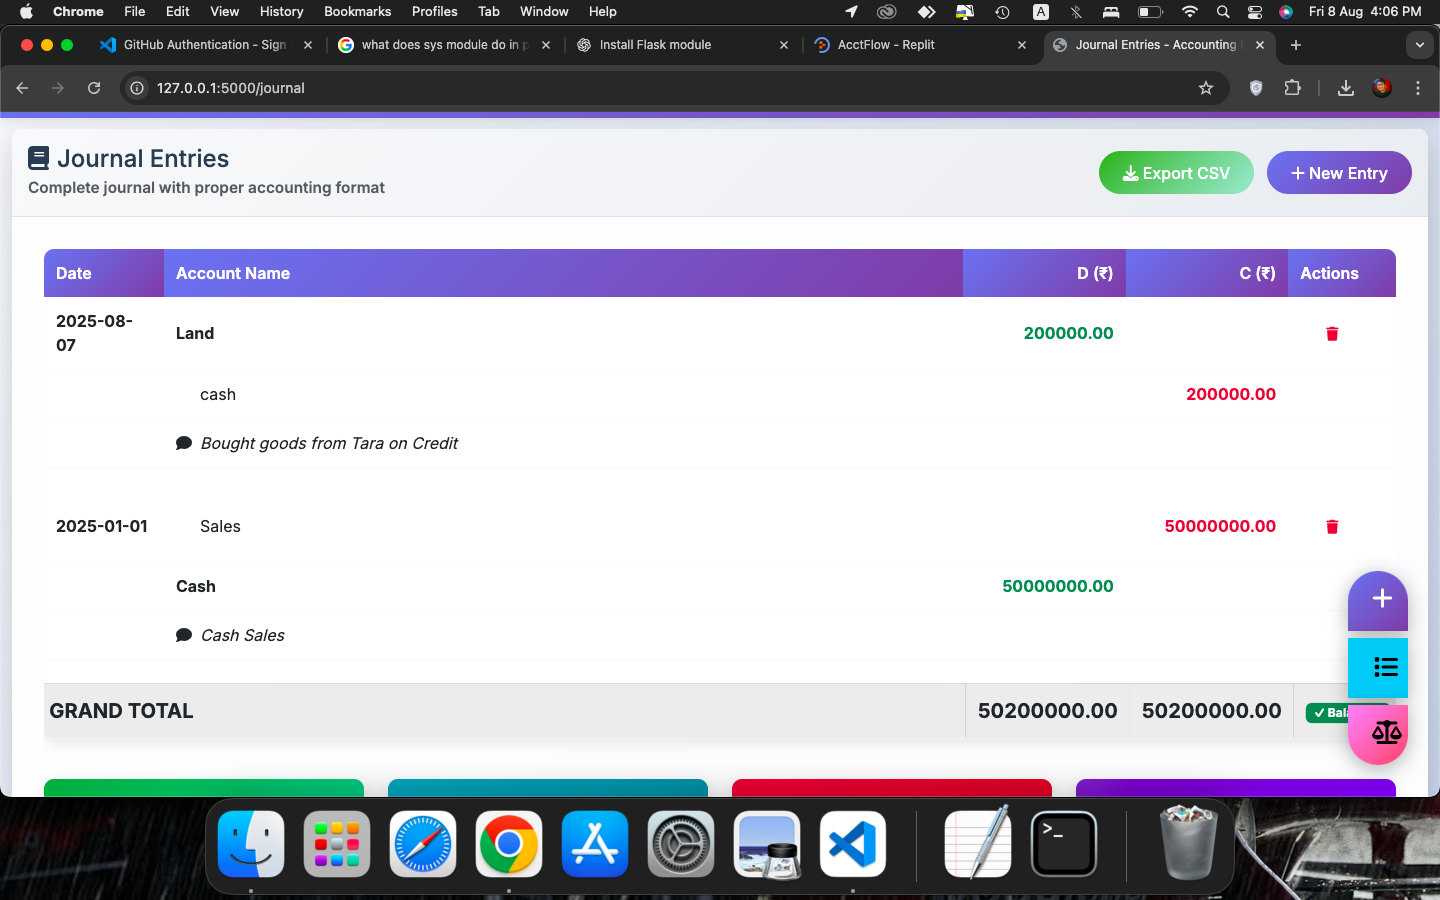 Chrome File Edit View History Bookmarks Profiles Tab Window Help A Fri 8 Aug 4:06 PM
GitHub Authentication - Sign
what does sys module do in p
Install Flask module
AcctFlow - Replit
Journal Entries - Accounting
127.0.0.1:5000/journal
Journal Entries
Complete journal with proper accounting format
Export CSV
New Entry
Date Account Name D (₹) C (₹) Actions
2025-08-
07
Land 200000.00
cash 200000.00
Bought goods from Tara on Credit
2025-01-01 Sales 50000000.00
Cash 50000000.00
Cash Sales
GRAND TOTAL 50200000.00 50200000.00